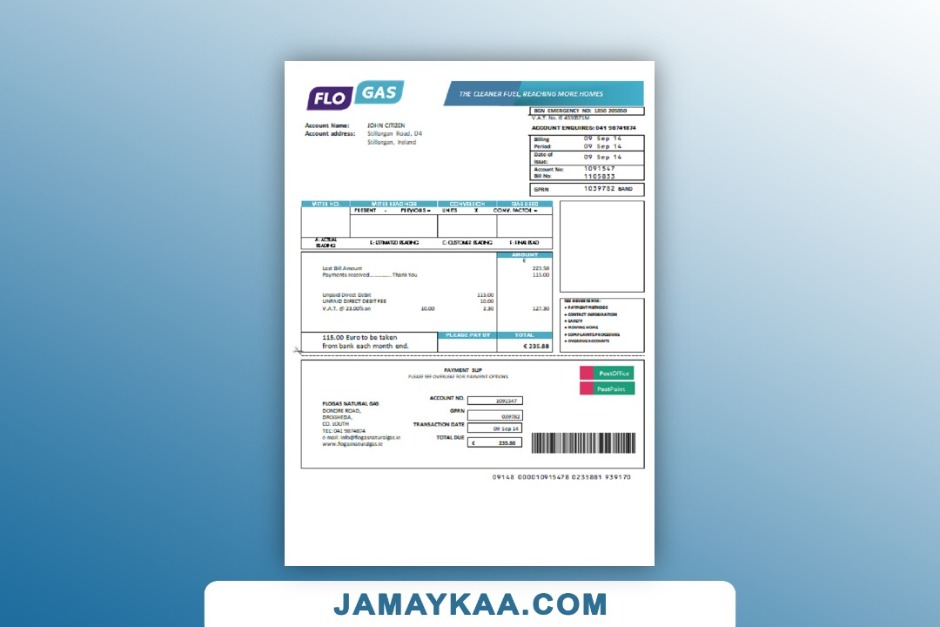 FLO GAS
THE CLEANER FUEL, REACHING MORE HOMES
BGN EMERGENCY NO: 1850 205050
V.A.T. No.
ACCOUNT ENQUIRES: 041 98741874
Account Name: JOHN CITIZEN
Account address: Stillorgan Road, D4
Stillorgan, Ireland
Billing 09 Sep 14
Period: 09 Sep 14
Date of
Issue: 09 Sep 14
Account No: 1091547
Bill No: 1105833
GPRN 1039782 BAND
METER NO. METER READINGS CONVERSION GAS USED
PRESENT - PREVIOUS = UNITS X CONV. FACTOR =
A: ACTUAL
READING E: ESTIMATED READING C: CUSTOMER READING F: FINAL READ
AMOUNT
€
Last Bill Amount 223.58
Payments received..............Thank You 115.00
Unpaid Direct Debit 115.00
UNPAID DIRECT DEBIT FEE 10.00
V.A.T. @ 23.00% on 10.00 2.30 127.30
115.00 Euro to be taken
from bank each month end.
PLEASE PAY BY TOTAL
€ 235.88
SEE REVERSE FOR:
PAYMENT METHODS
CONTACT INFORMATION
SAFETY
MOVING HOME
COMPLAINTS PROCEDURE
OVERDUE ACCOUNTS
PAYMENT SLIP
PLEASE SEE OVERLEAF FOR PAYMENT OPTIONS
PostOffice
PostPoint
FLOGAS NATURAL GAS
DONORE ROAD,
DROGHEDA,
CO. LOUTH
TEL: 041 9874874
e-mail: info@flogasnaturalgas.ie
www.flogasnaturalgas.ie
ACCOUNT NO. 1091547
GPRN 039782
TRANSACTION DATE 09 Sep 14
TOTAL DUE € 235.88
09148 000010915478 0235881 939170
JAMAYKAA.COM